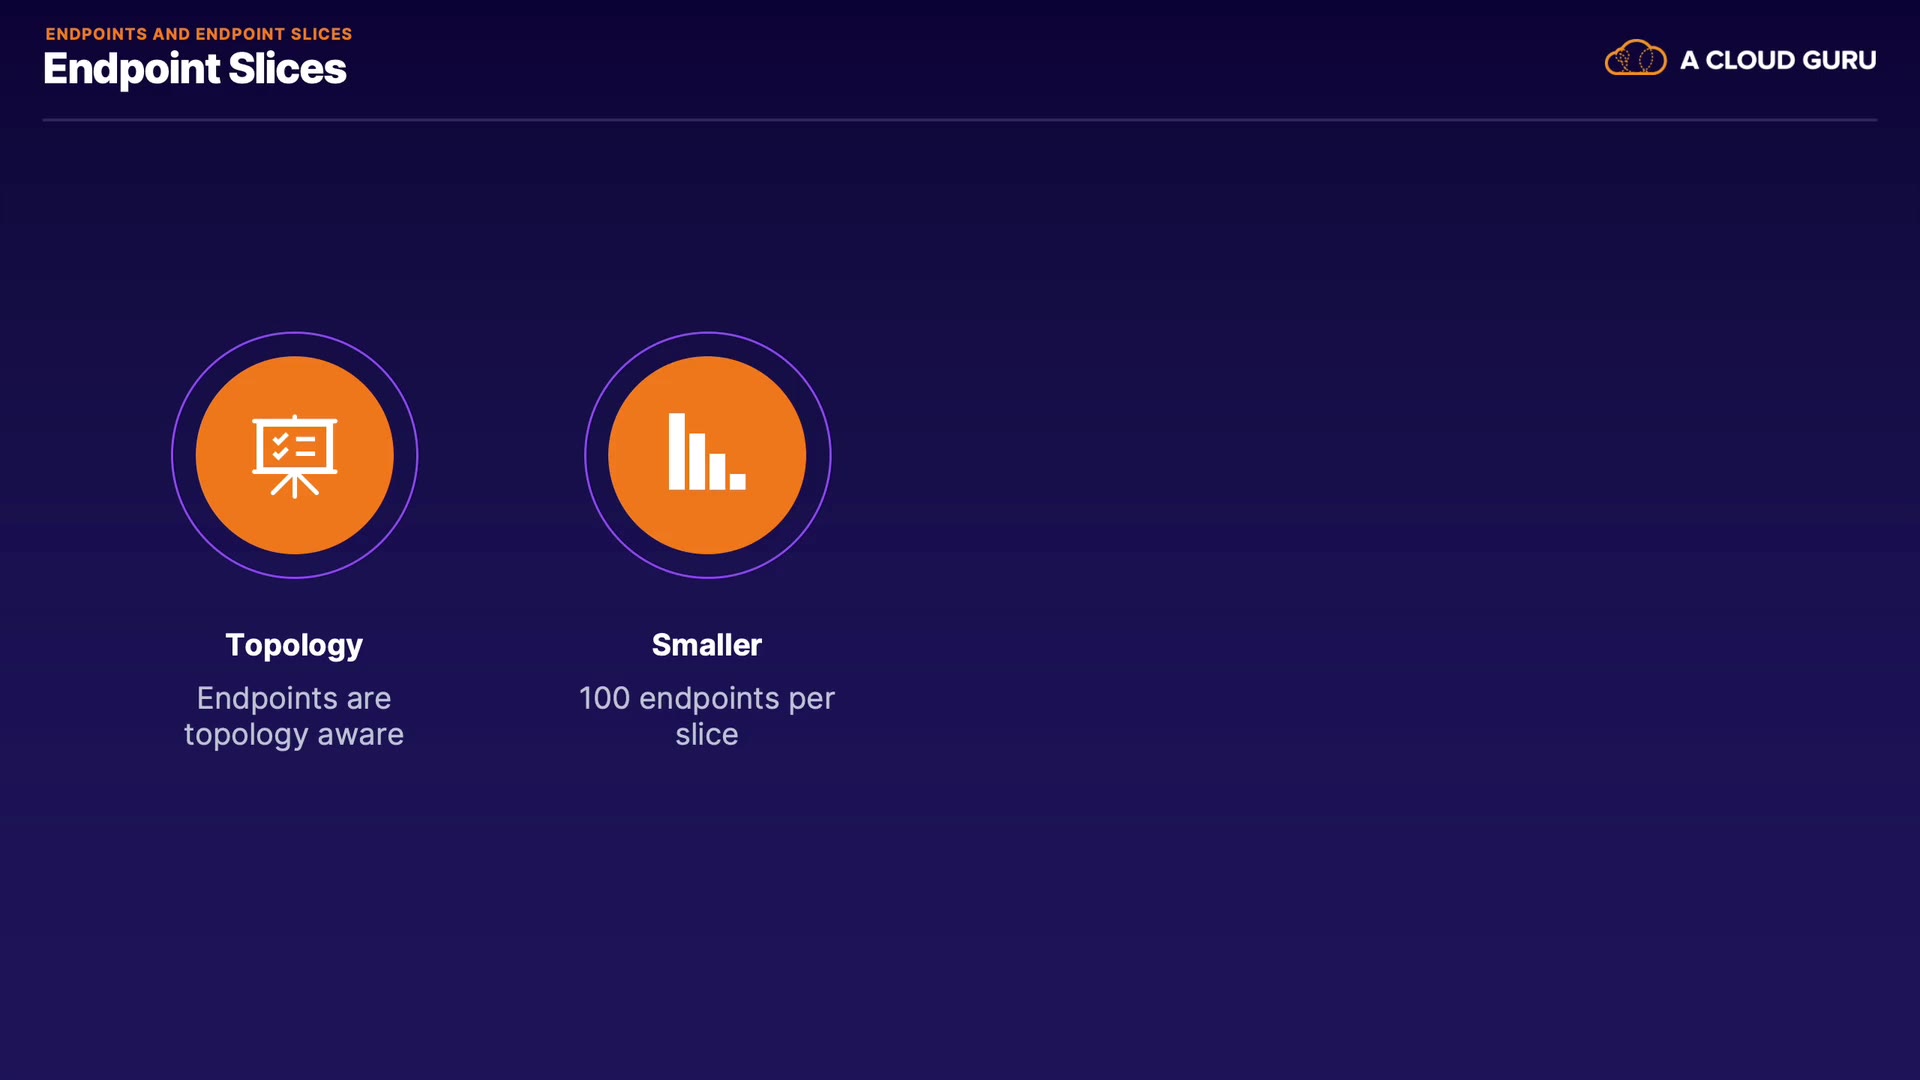 ENDPOINTS AND ENDPOINT SLICES
Endpoint Slices
A CLOUD GURU
Topology
Endpoints are
topology aware
Smaller
100 endpoints per
slice